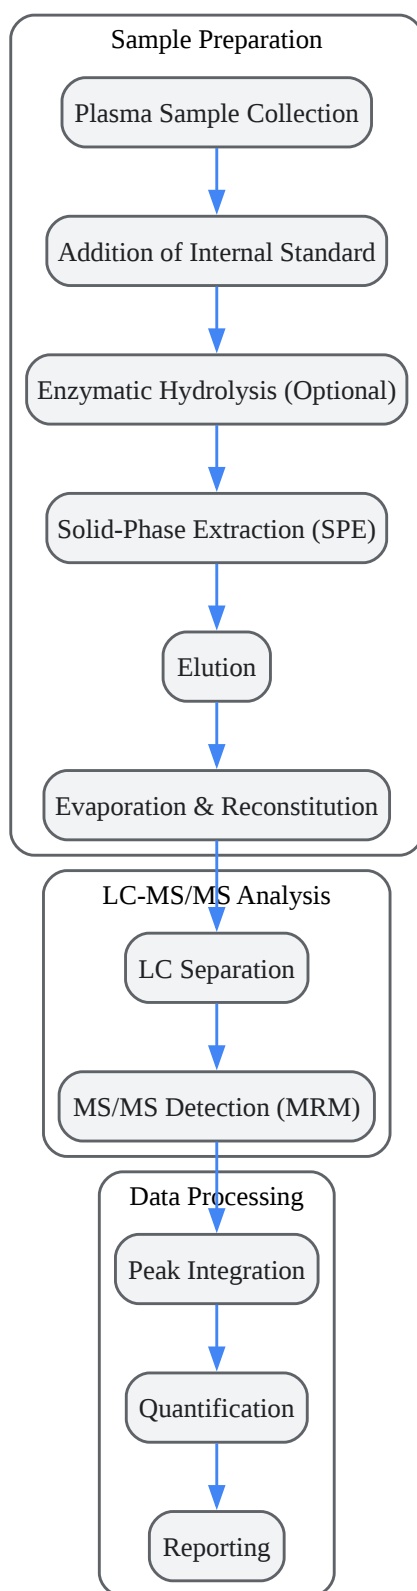 Sample Preparation
Plasma Sample Collection
Addition of Internal Standard
Enzymatic Hydrolysis (Optional)
Solid-Phase Extraction (SPE)
Elution
Evaporation & Reconstitution
LC-MS/MS Analysis
LC Separation
MS/MS Detection (MRM)
Data Processing
Peak Integration
Quantification
Reporting